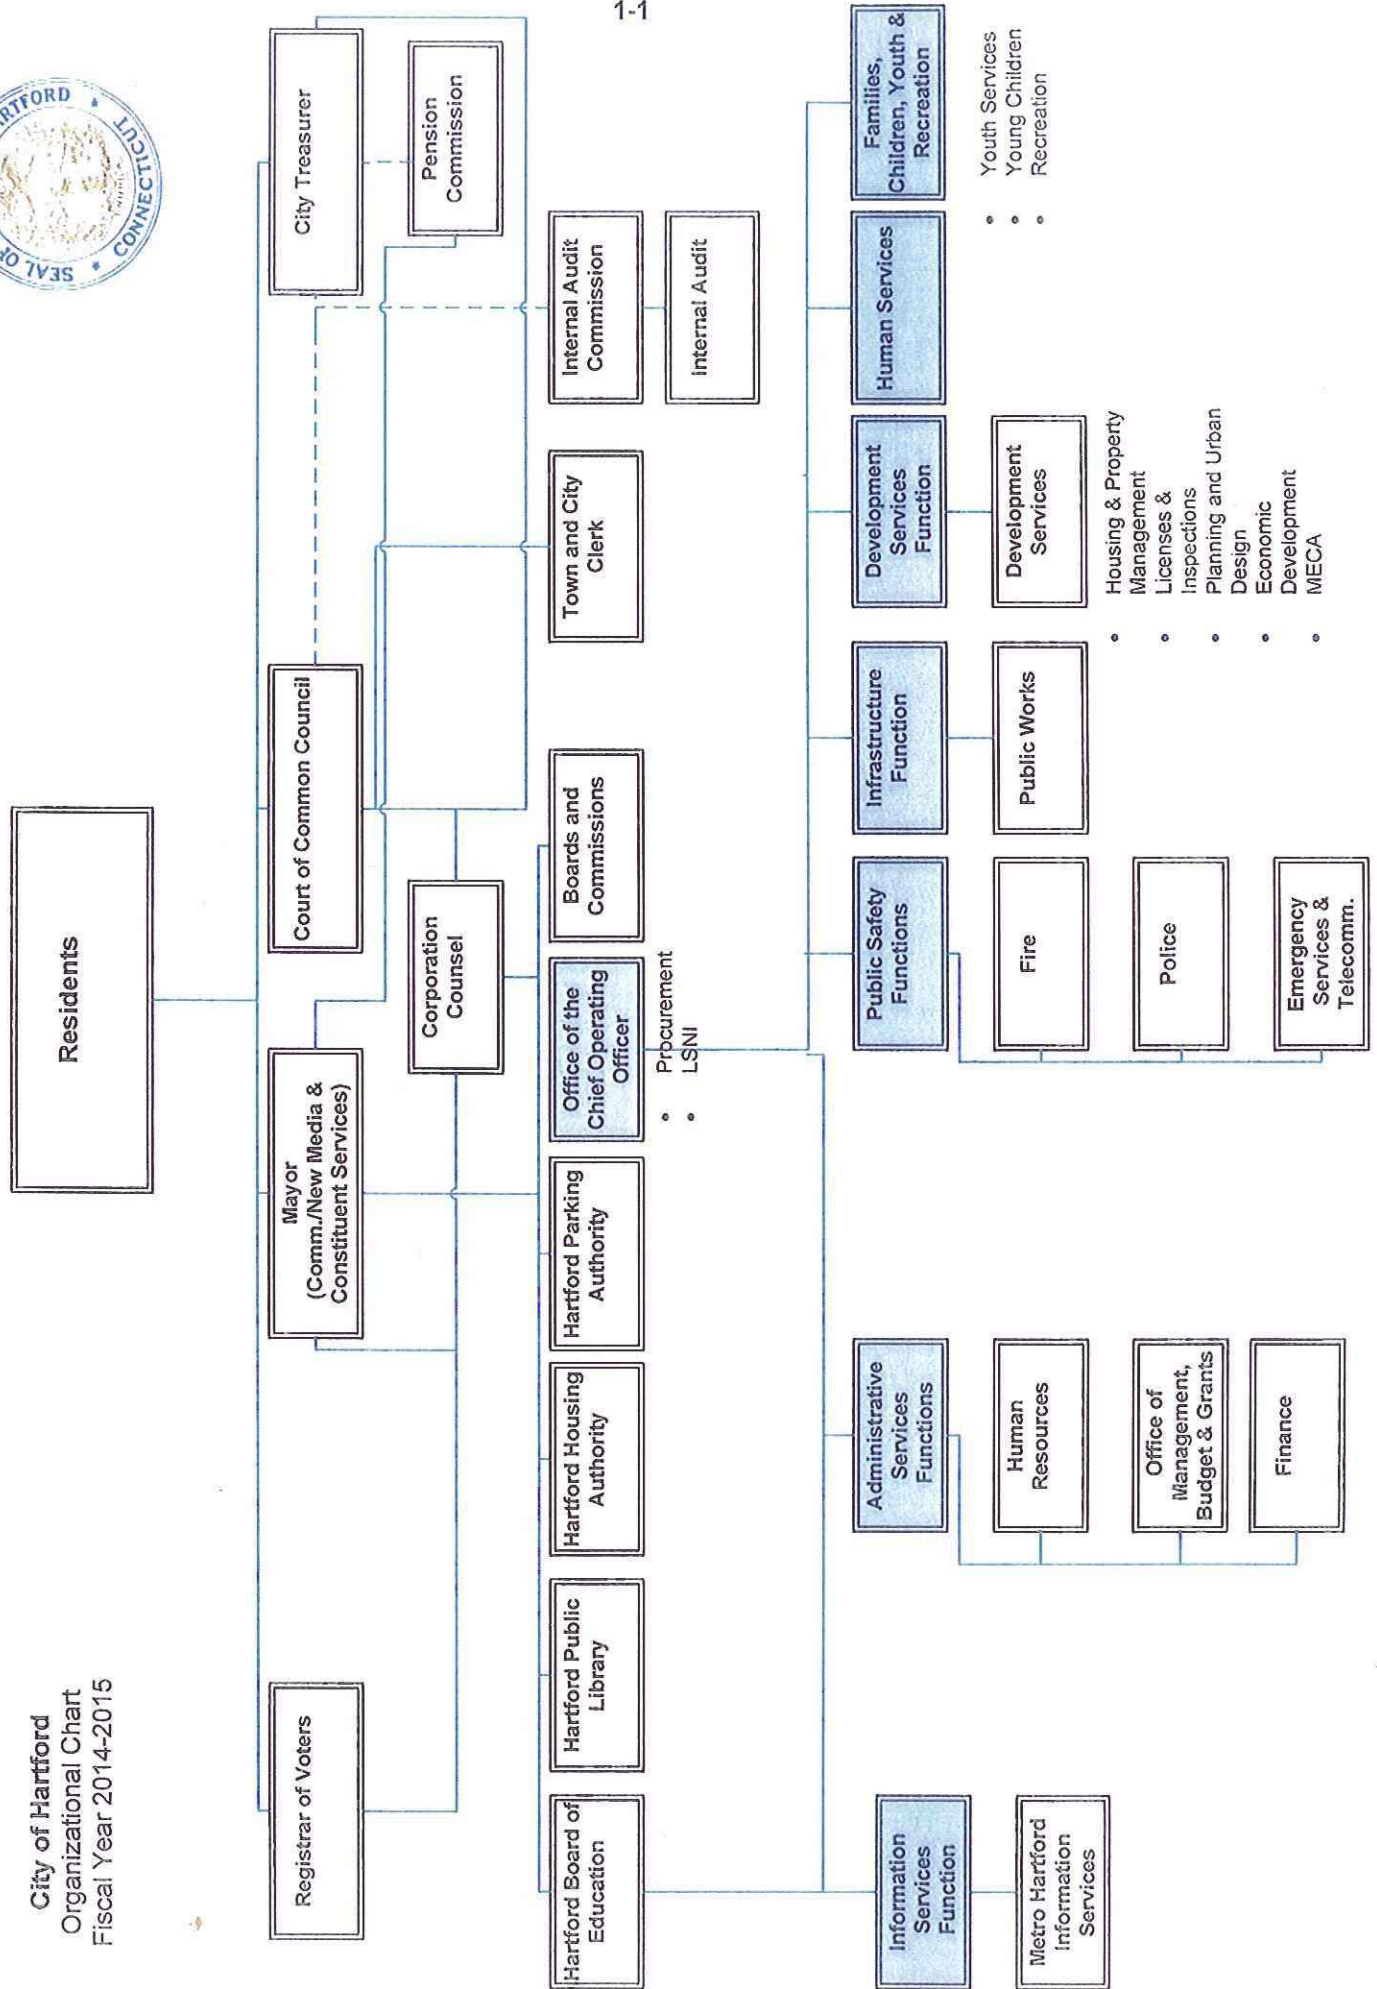 City of Hartford
Organizational Chart
Fiscal Year 2014-2015
SEAL OF
HARTFORD
CONNECTICUT
Residents
Registrar of Voters
Mayor
(Comm./New Media &
Constituent Services)
Court of Common Council
City Treasurer
Corporation
Counsel
Pension
Commission
Hartford Board of
Education
Hartford Public
Library
Hartford Housing
Authority
Hartford Parking
Authority
Office of the
Chief Operating
Officer
• Procurement
• LSNI
Boards and
Commissions
Town and City
Clerk
Internal Audit
Commission
Internal Audit
Information
Services
Function
Metro Hartford
Information
Services
Administrative
Services
Functions
Human
Resources
Office of
Management,
Budget & Grants
Finance
Public Safety
Functions
Fire
Police
Emergency
Services &
Telecomm.
Infrastructure
Function
Public Works
Development
Services
Function
Development
Services
• Housing & Property
Management
• Licenses &
Inspections
• Planning and Urban
Design
• Economic
Development
• MECA
Human Services
Families,
Children, Youth &
Recreation
• Youth Services
• Young Children
• Recreation
1-1